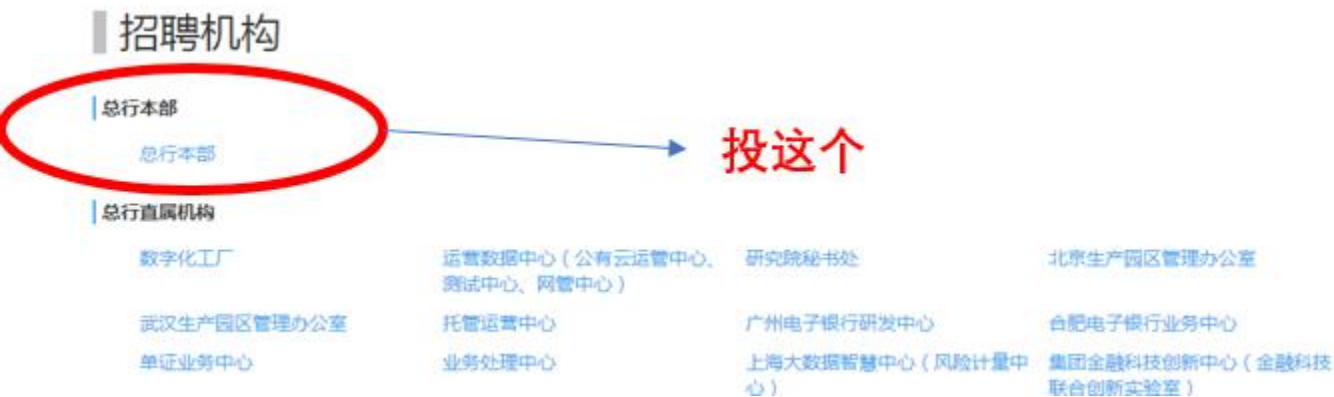 招聘机构
总行本部
总行本部
投这个
总行直属机构
数字化工厂 运营数据中心（公有云运营中心、 研究院秘书处 北京生产园区管理办公室
测试中心、网管中心）
武汉生产园区管理办公室 托管运营中心 广州电子银行研发中心 合肥电子银行业务中心
单证业务中心 业务处理中心 上海大数据智慧中心（风险计量中 集团金融科技创新中心（金融科技
心） 联合创新实验室）